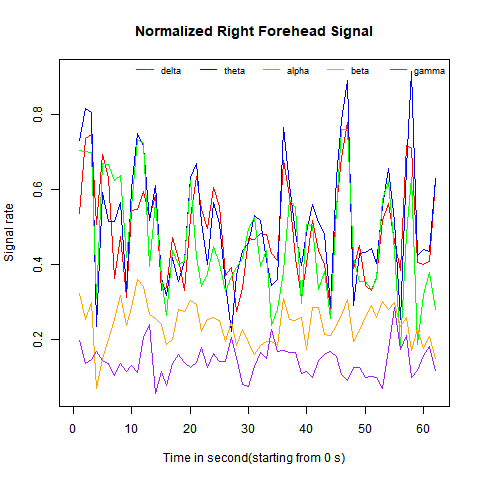 Normalized Right Forehead Signal
delta theta alpha beta gamma
Signal rate
0.2 0.4 0.6 0.8
0 10 20 30 40 50 60
Time in second(starting from 0 s)